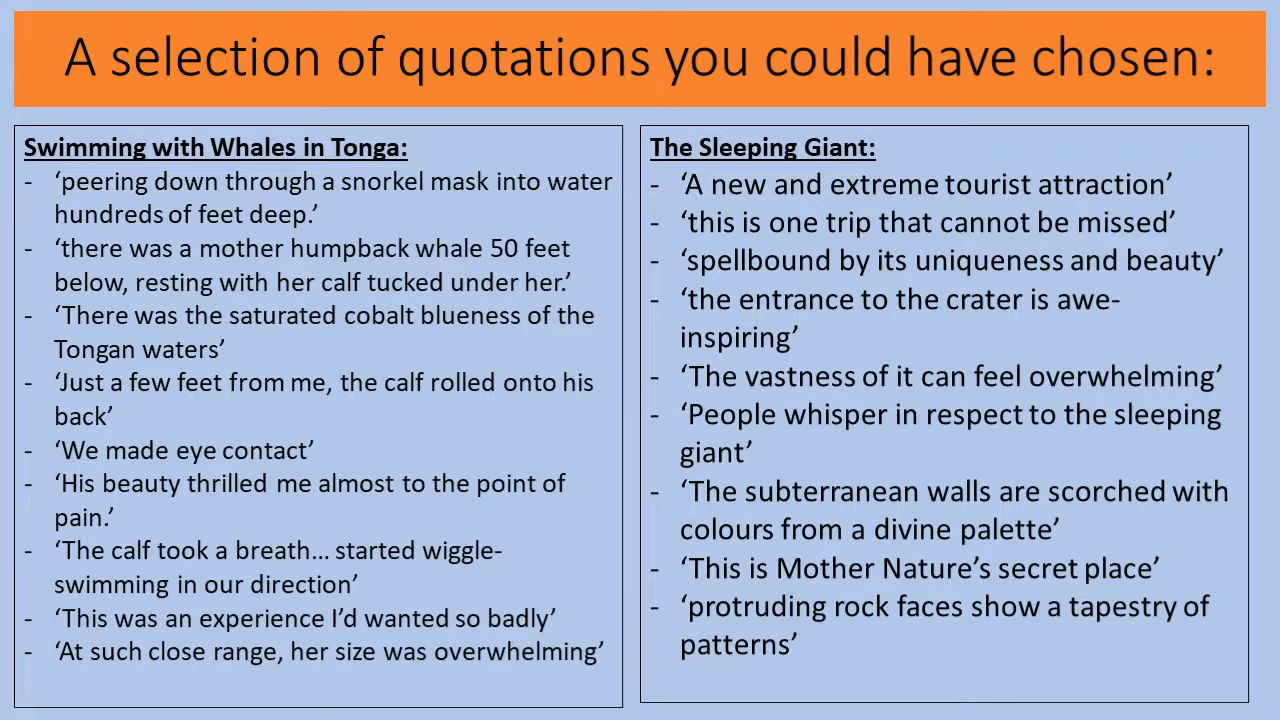 A selection of quotations you could have chosen:
Swimming with Whales in Tonga:
- ‘peering down through a snorkel mask into water
hundreds of feet deep.’
- ‘there was a mother humpback whale 50 feet
below, resting with her calf tucked under her.’
- ‘There was the saturated cobalt blueness of the
Tongan waters’
- ‘Just a few feet from me, the calf rolled onto his
back’
- ‘We made eye contact’
- ‘His beauty thrilled me almost to the point of
pain.’
- ‘The calf took a breath… started wiggle-
swimming in our direction’
- ‘This was an experience I’d wanted so badly’
- ‘At such close range, her size was overwhelming’
The Sleeping Giant:
- ‘A new and extreme tourist attraction’
- ‘this is one trip that cannot be missed’
- ‘spellbound by its uniqueness and beauty’
- ‘the entrance to the crater is awe-
inspiring’
- ‘The vastness of it can feel overwhelming’
- ‘People whisper in respect to the sleeping
giant’
- ‘The subterranean walls are scorched with
colours from a divine palette’
- ‘This is Mother Nature’s secret place’
- ‘protruding rock faces show a tapestry of
patterns’